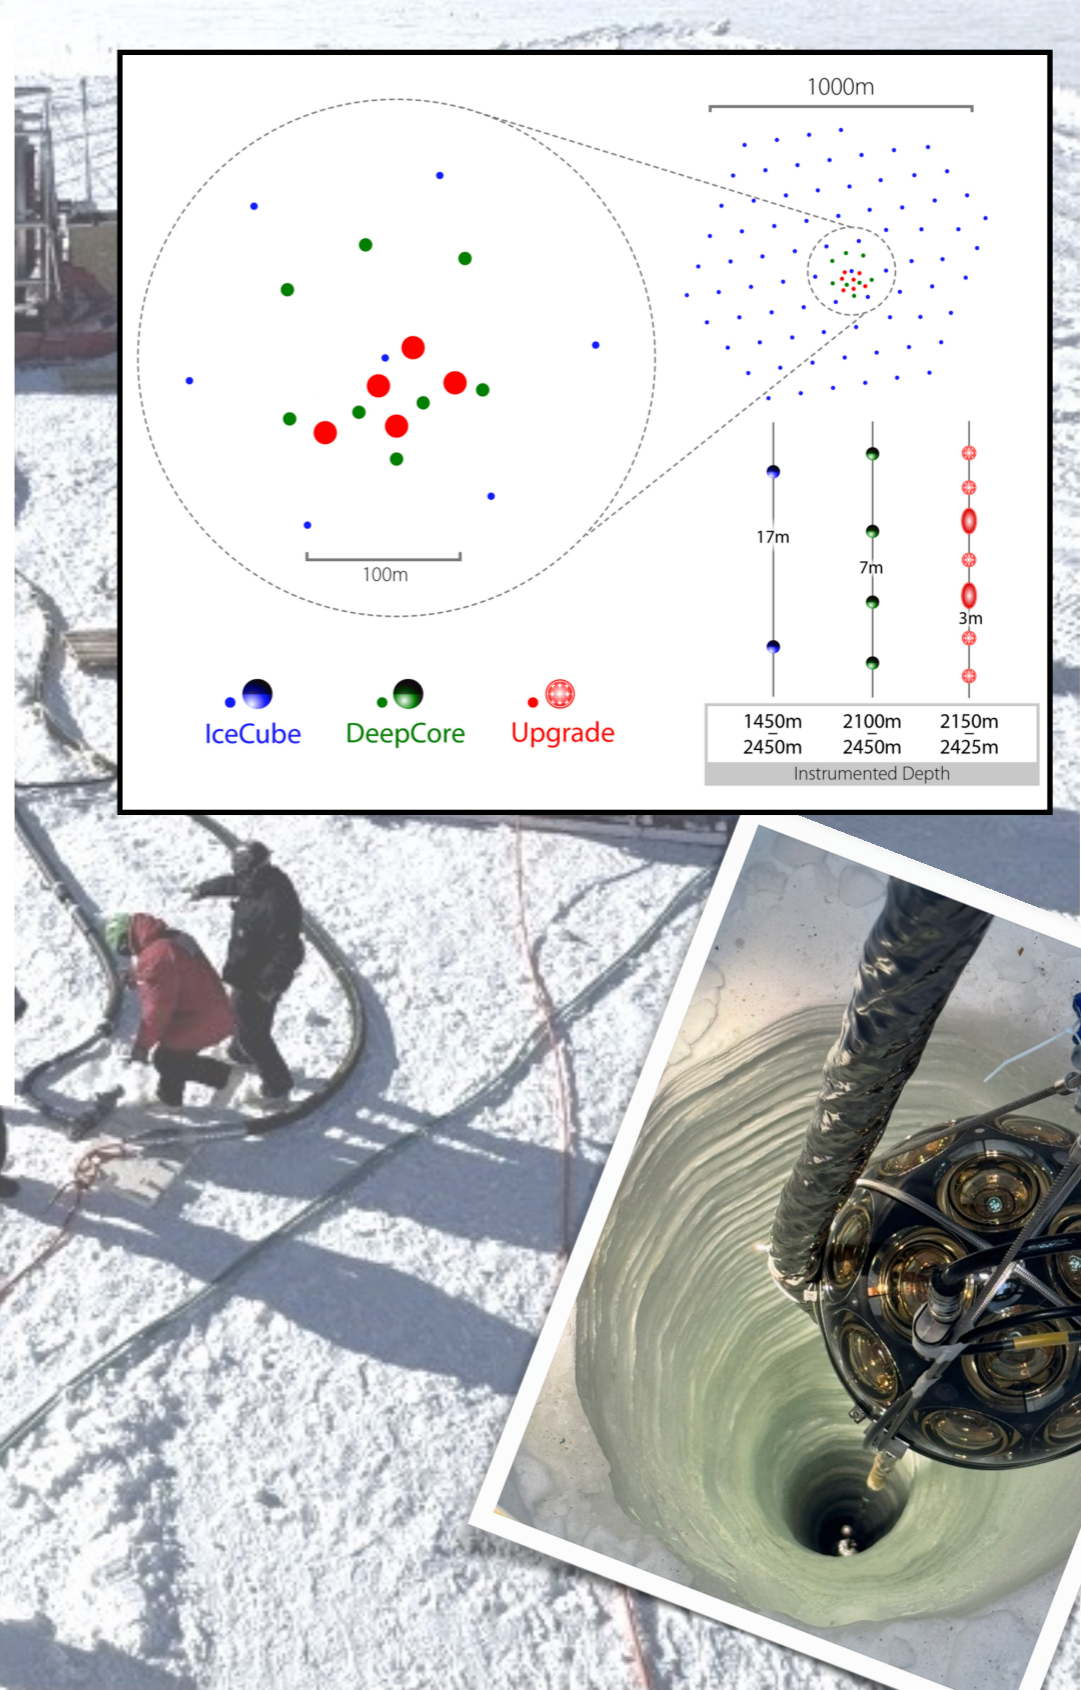 1000m
100m
17m
7m
3m
IceCube
DeepCore
Upgrade
1450m
–
2450m
2100m
–
2450m
2150m
–
2425m
Instrumented Depth